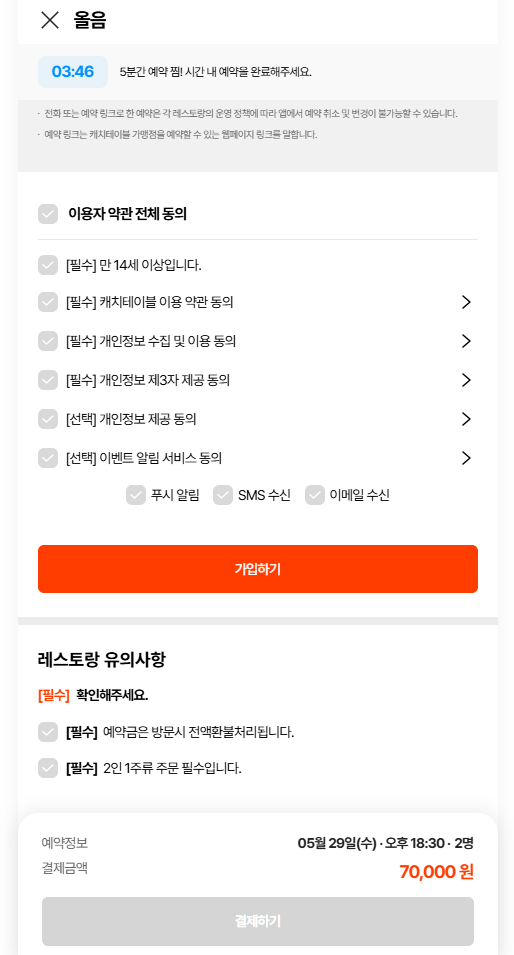 올음
03:46 5분간 예약 찜! 시간 내 예약을 완료해주세요.
· 전화 또는 예약 링크로 한 예약은 각 레스토랑의 운영 정책에 따라 앱에서 예약 취소 및 변경이 불가능할 수 있습니다.
· 예약 링크는 캐치테이블 가맹점을 예약할 수 있는 웹페이지 링크를 말합니다.
이용자 약관 전체 동의
[필수] 만 14세 이상입니다.
[필수] 캐치테이블 이용 약관 동의
[필수] 개인정보 수집 및 이용 동의
[필수] 개인정보 제3자 제공 동의
[선택] 개인정보 제공 동의
[선택] 이벤트 알림 서비스 동의
푸시 알림 SMS 수신 이메일 수신
가입하기
레스토랑 유의사항
[필수] 확인해주세요.
[필수] 예약금은 방문시 전액환불처리됩니다.
[필수] 2인 1주류 주문 필수입니다.
예약정보 05월 29일(수) · 오후 18:30 · 2명
결제금액 70,000 원
결제하기